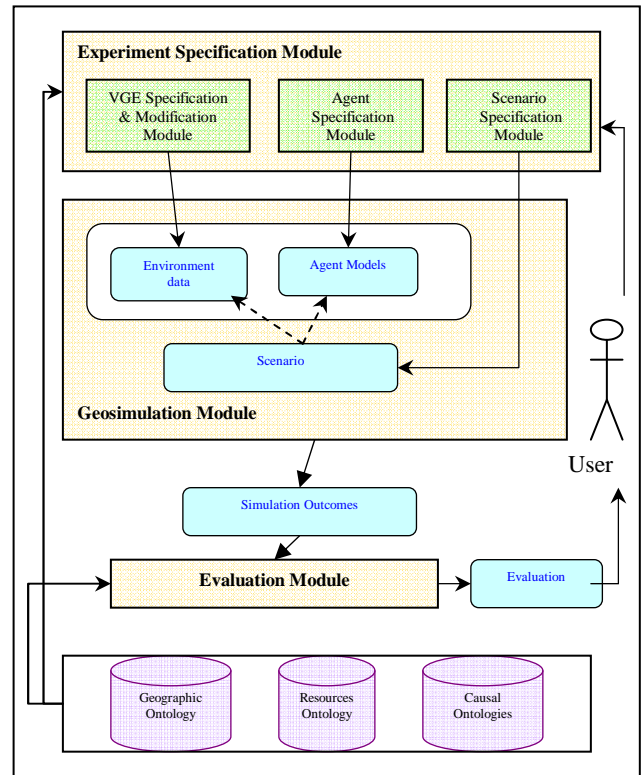 Experiment Specification Module
VGE Specification
& Modification
Module
Agent
Specification
Module
Scenario
Specification
Module
Environment
data
Agent Models
Scenario
Geosimulation Module
User
Simulation Outcomes
Evaluation Module
Evaluation
Geographic
Ontology
Resources
Ontology
Causal
Ontologies